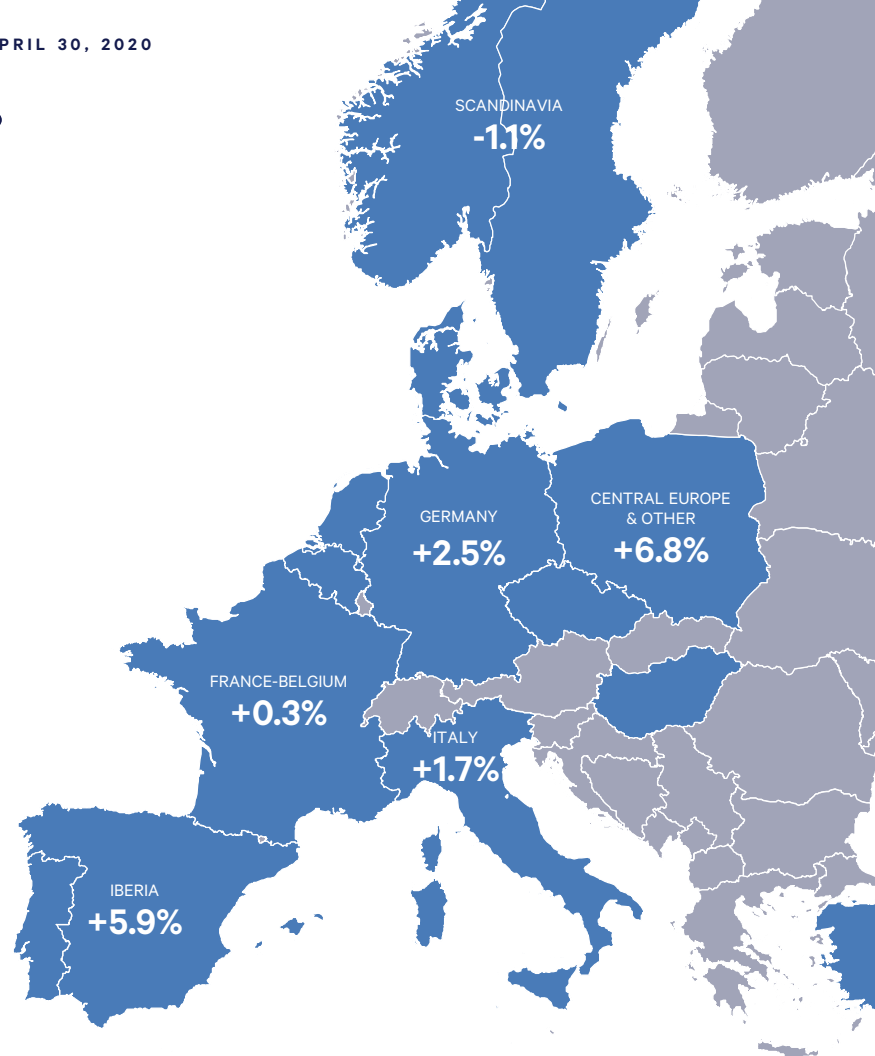 PRIL 30, 2020
SCANDINAVIA
-1.1%
CENTRAL EUROPE
& OTHER
+6.8%
GERMANY
+2.5%
FRANCE-BELGIUM
+0.3%
ITALY
+1.7%
IBERIA
+5.9%